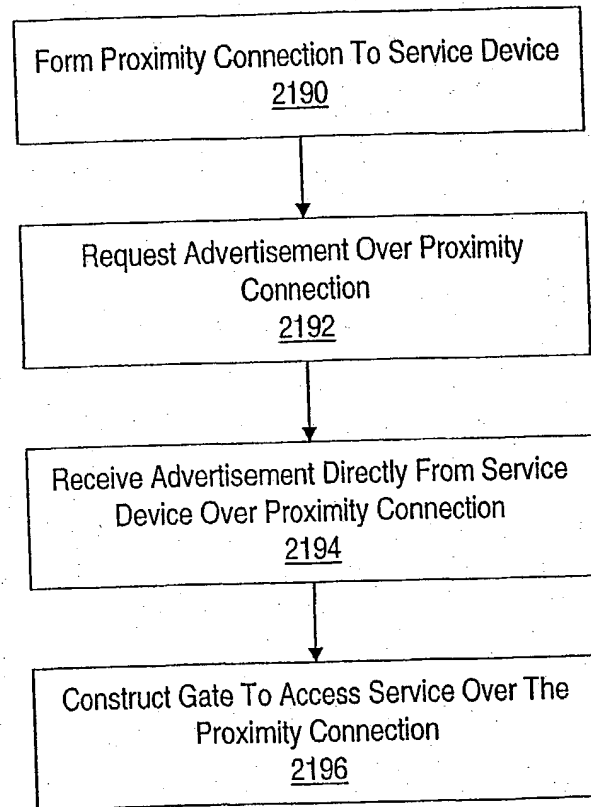 Form Proximity Connection To Service Device
2190
Request Advertisement Over Proximity
Connection
2192
Receive Advertisement Directly From Service
Device Over Proximity Connection
2194
Construct Gate To Access Service Over The
Proximity Connection
2196